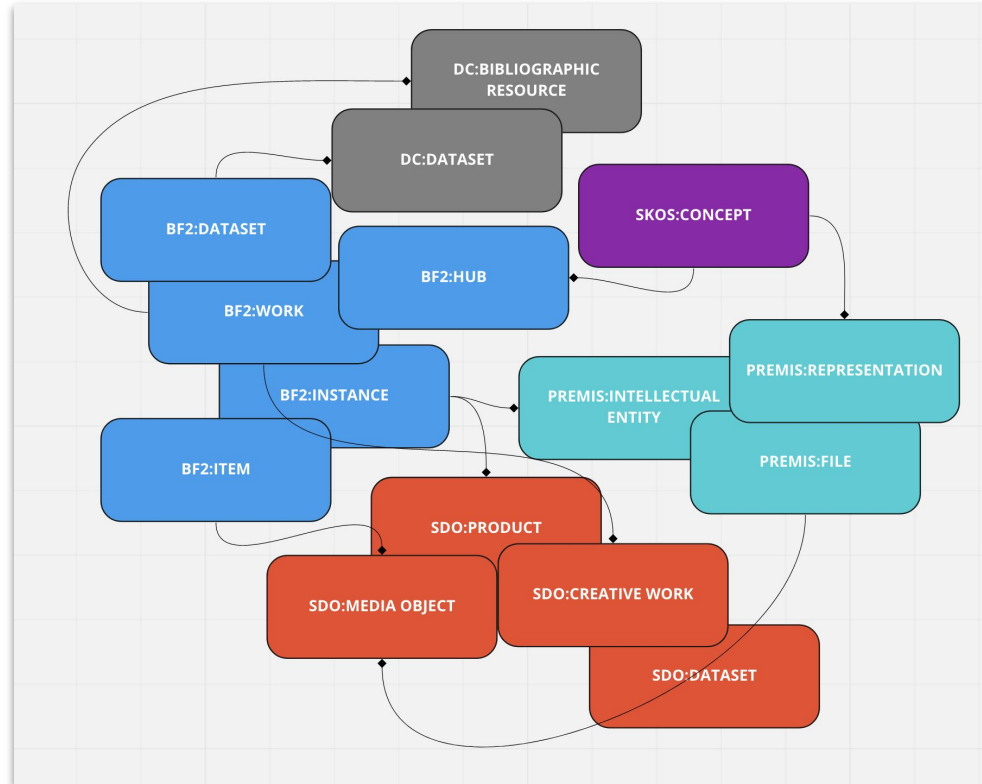 DC:BIBLIOGRAPHIC
RESOURCE
DC:DATASET
SKOS:CONCEPT
BF2:DATASET
BF2:HUB
BF2:WORK
PREMIS:REPRESENTATION
BF2:INSTANCE
PREMIS:INTELLECTUAL
ENTITY
PREMIS:FILE
BF2:ITEM
SDO:PRODUCT
SDO:CREATIVE WORK
SDO:MEDIA OBJECT
SDO:DATASET